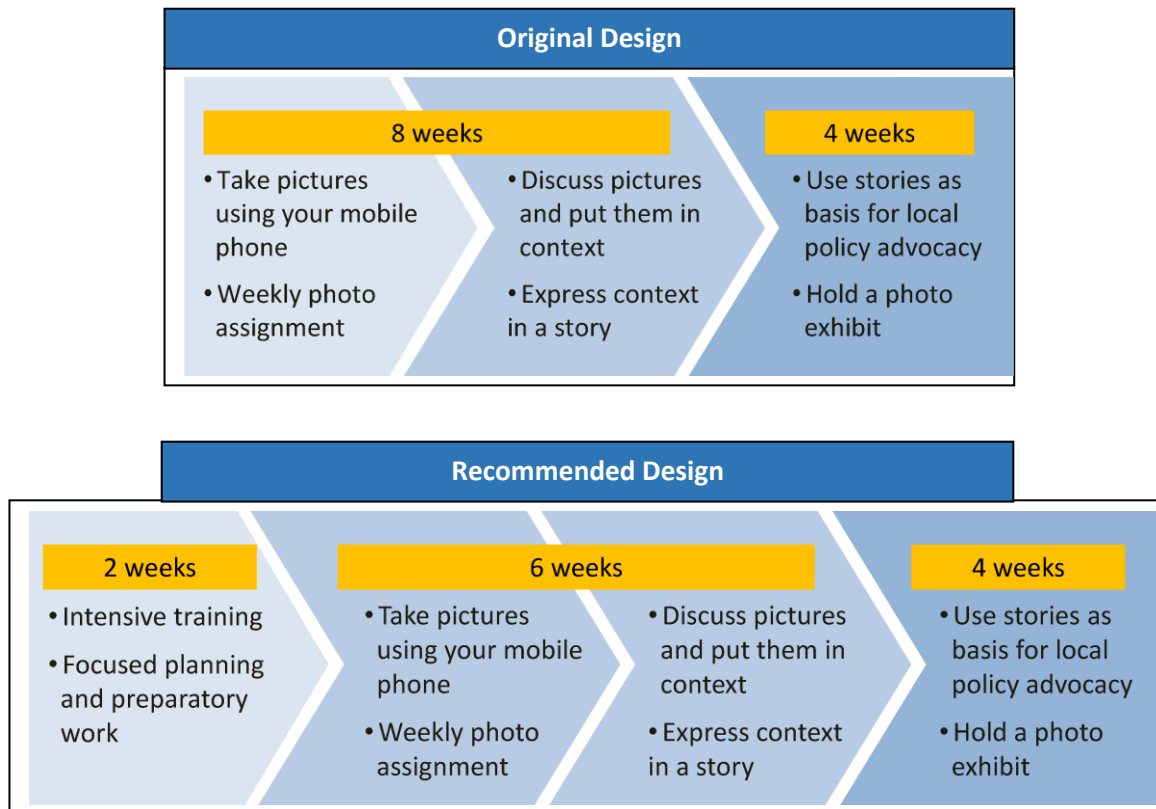 Original Design
8 weeks
• Take pictures
using your mobile
phone
• Weekly photo
assignment
• Discuss pictures
and put them in
context
• Express context
in a story
4 weeks
• Use stories as
basis for local
policy advocacy
• Hold a photo
exhibit
Recommended Design
2 weeks
• Intensive training
• Focused planning
and preparatory
work
6 weeks
• Take pictures
using your mobile
phone
• Weekly photo
assignment
• Discuss pictures
and put them in
context
• Express context
in a story
4 weeks
• Use stories as
basis for local
policy advocacy
• Hold a photo
exhibit